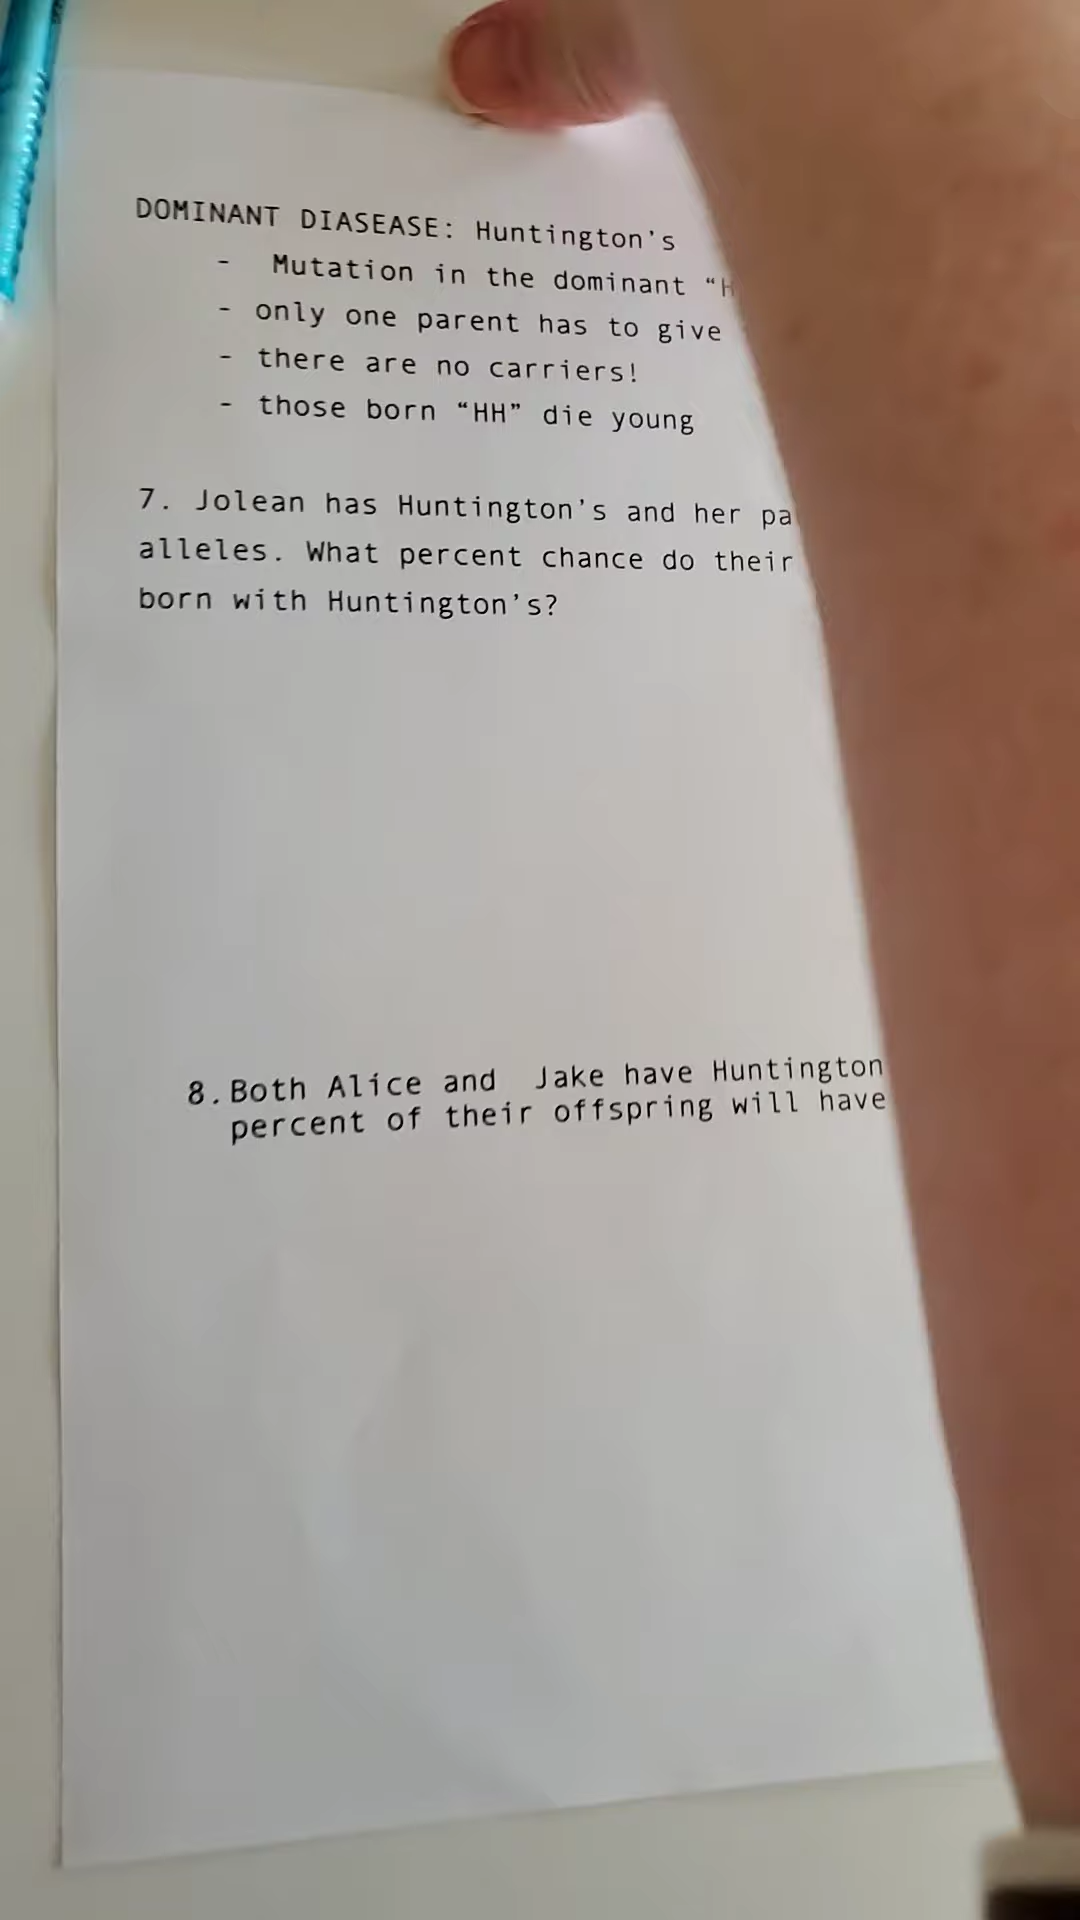 DOMINANT DIASEASE: Huntington's
- Mutation in the dominant "H
- only one parent has to give
- there are no carriers!
- those born "HH" die young
7. Jolean has Huntington's and her pa
alleles. What percent chance do their
born with Huntington's?
8. Both Alice and Jake have Huntington
percent of their offspring will have